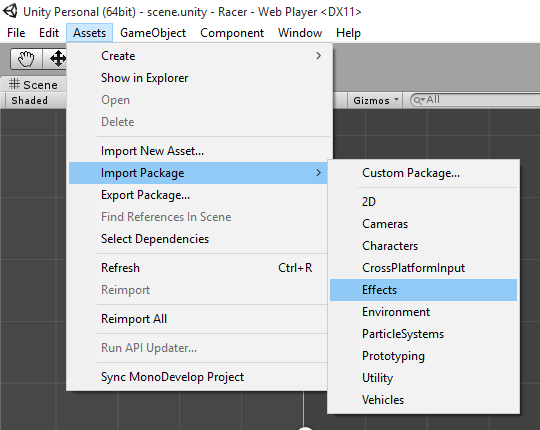 Unity Personal (64bit) - scene.unity - Racer - Web Player <DX11>
File Edit Assets GameObject Component Window Help
Scene
Shaded
Gizmos
All
Create
Show in Explorer
Open
Delete
Import New Asset...
Import Package
Export Package...
Find References In Scene
Select Dependencies
Refresh Ctrl+R
Reimport
Reimport All
Run API Updater...
Sync MonoDevelop Project
Custom Package...
2D
Cameras
Characters
CrossPlatformInput
Effects
Environment
ParticleSystems
Prototyping
Utility
Vehicles